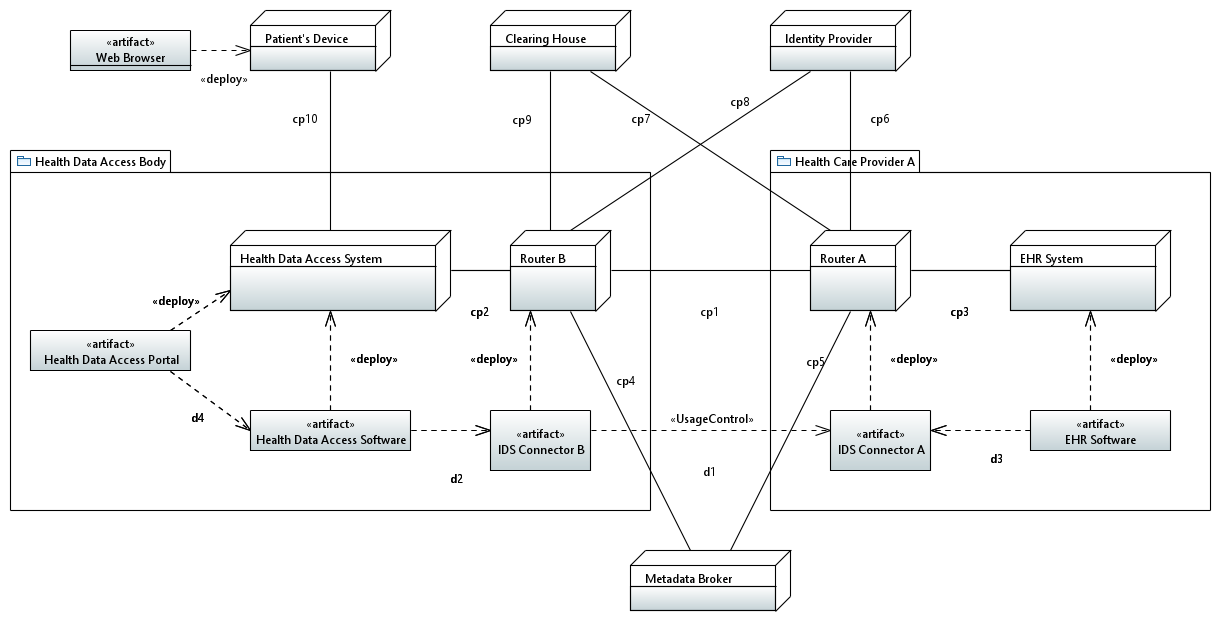 «artifact»
Web Browser
«deploy»
Patient's Device
Clearing House
Identity Provider
cp10
cp9
cp7
cp8
cp6
Health Data Access Body
Health Care Provider A
Health Data Access System
Router B
Router A
EHR System
«deploy»
cp2
cp1
cp3
«artifact»
Health Data Access Portal
«deploy»
«deploy»
«deploy»
«deploy»
cp4
cp5
d4
«artifact»
Health Data Access Software
«artifact»
IDS Connector B
«UsageControl»
«artifact»
IDS Connector A
«artifact»
EHR Software
d2
d1
d3
Metadata Broker